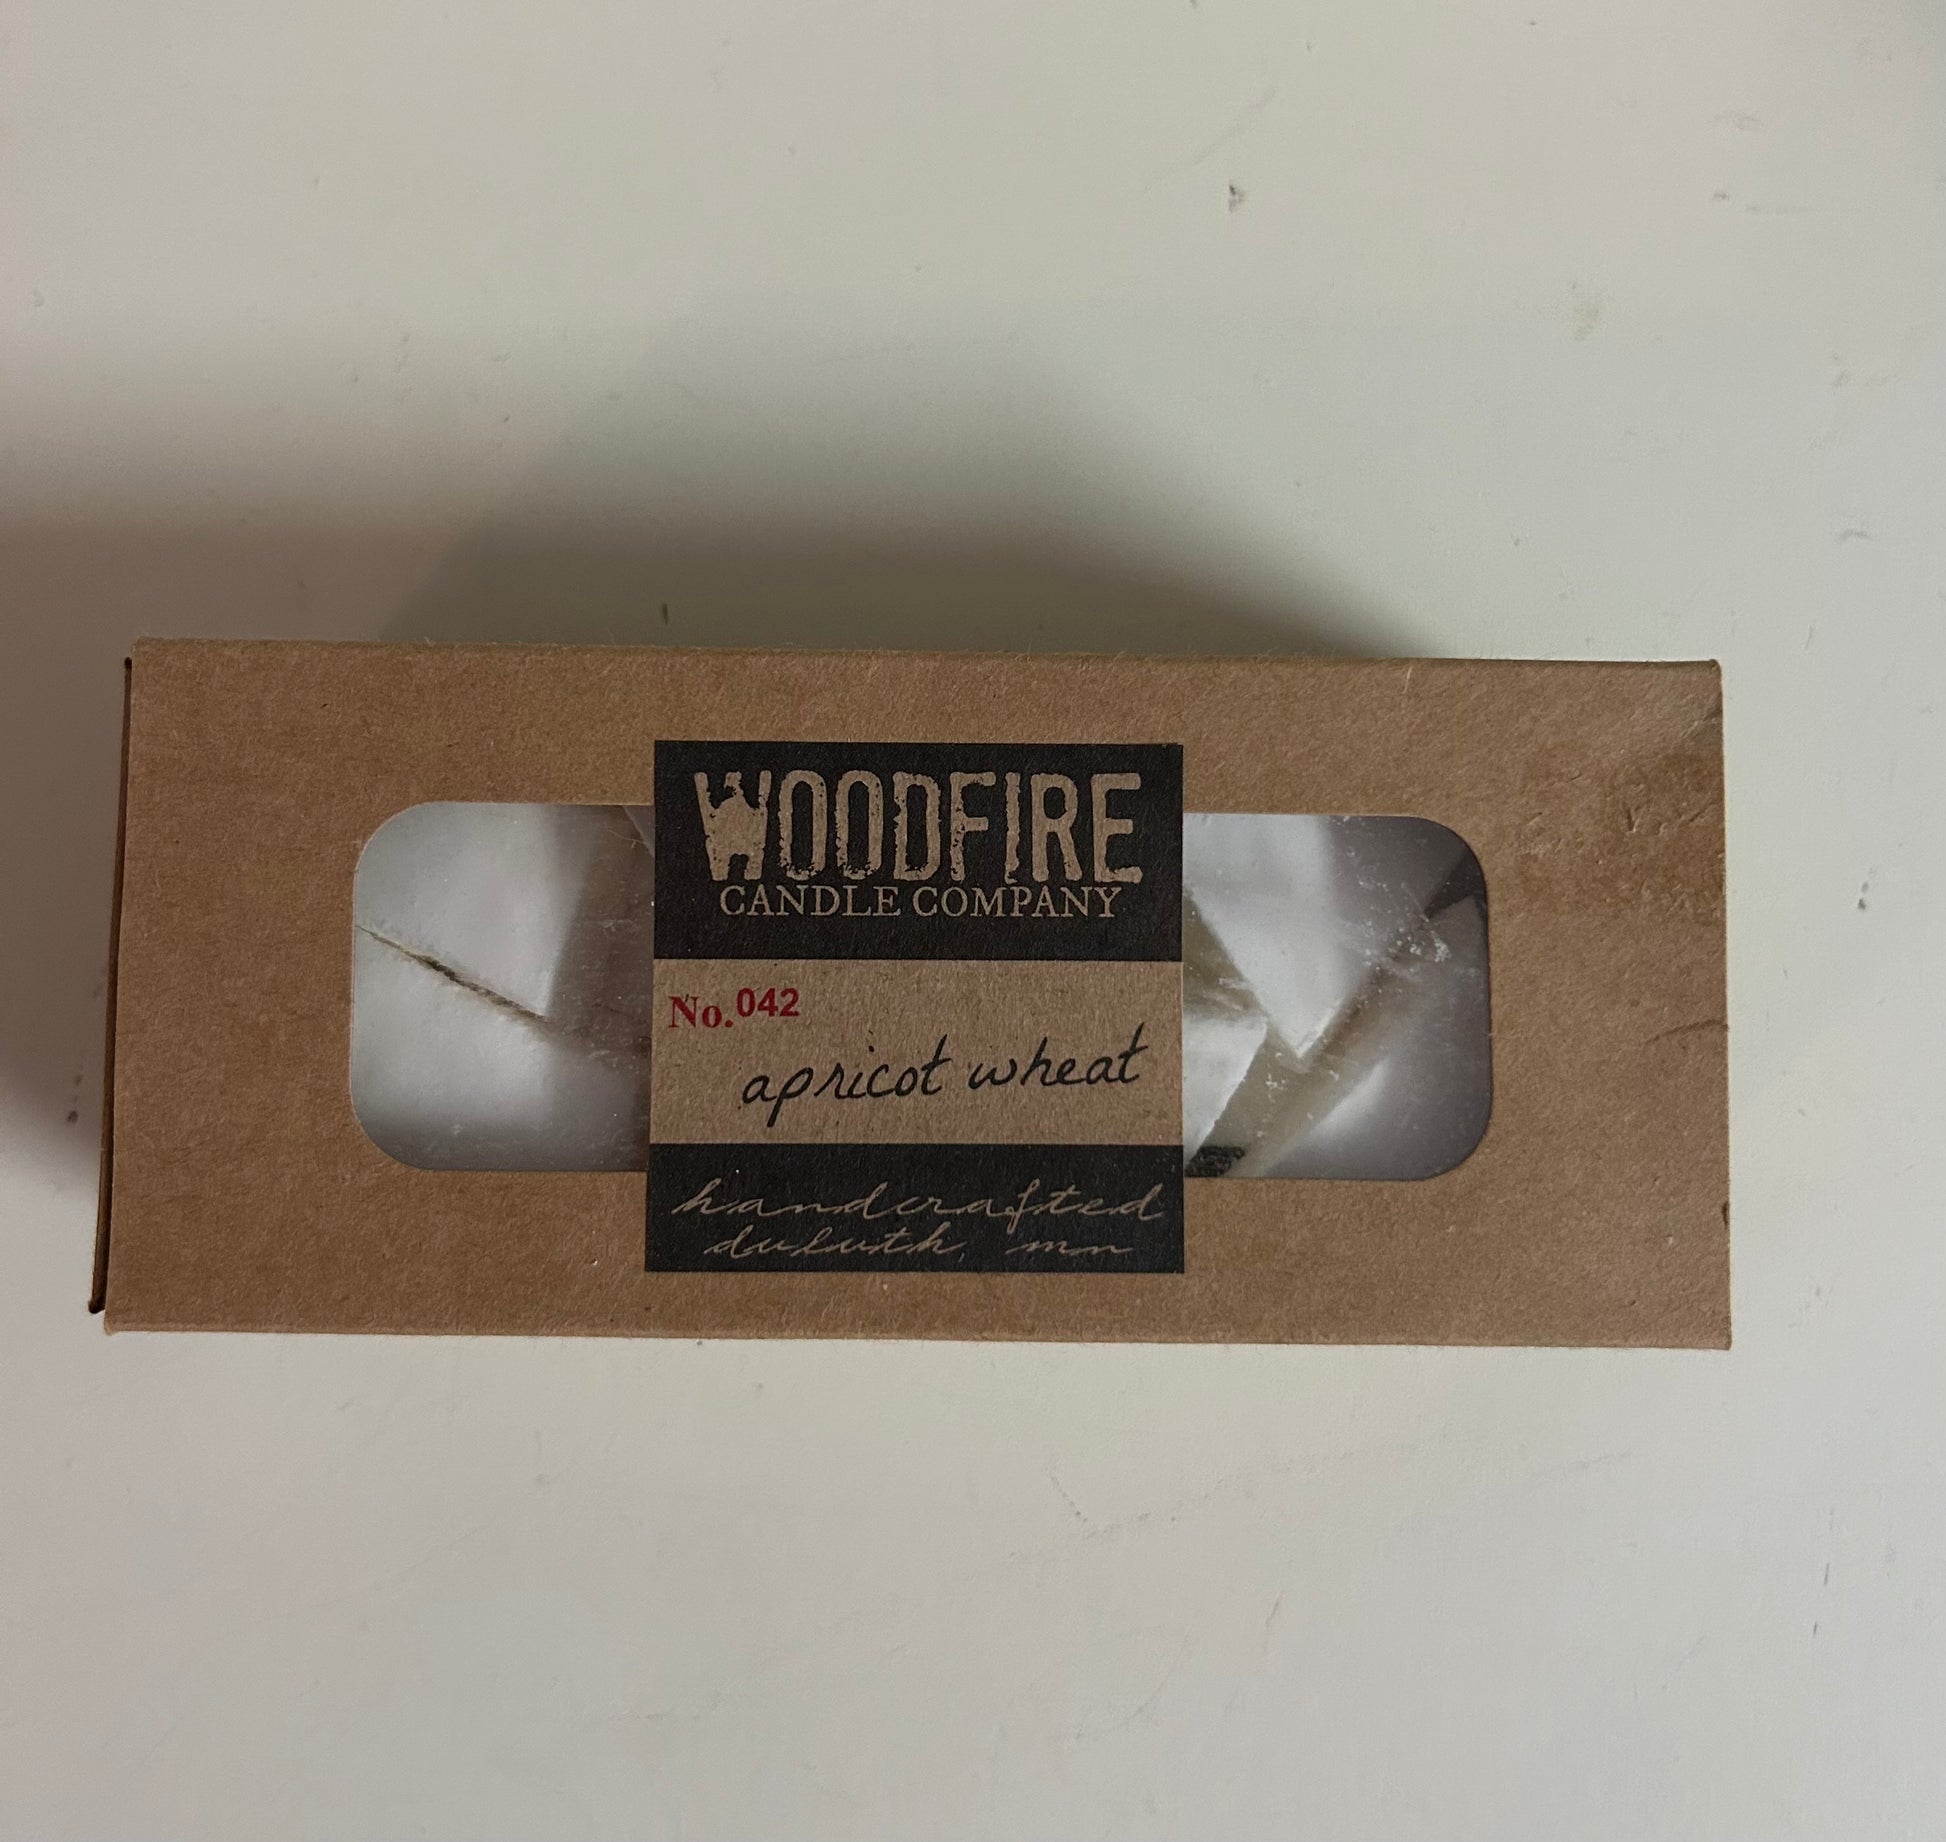 WOODFIRE
CANDLE COMPANY
No. 042
apricot wheat
handcrafted
duluth, mn